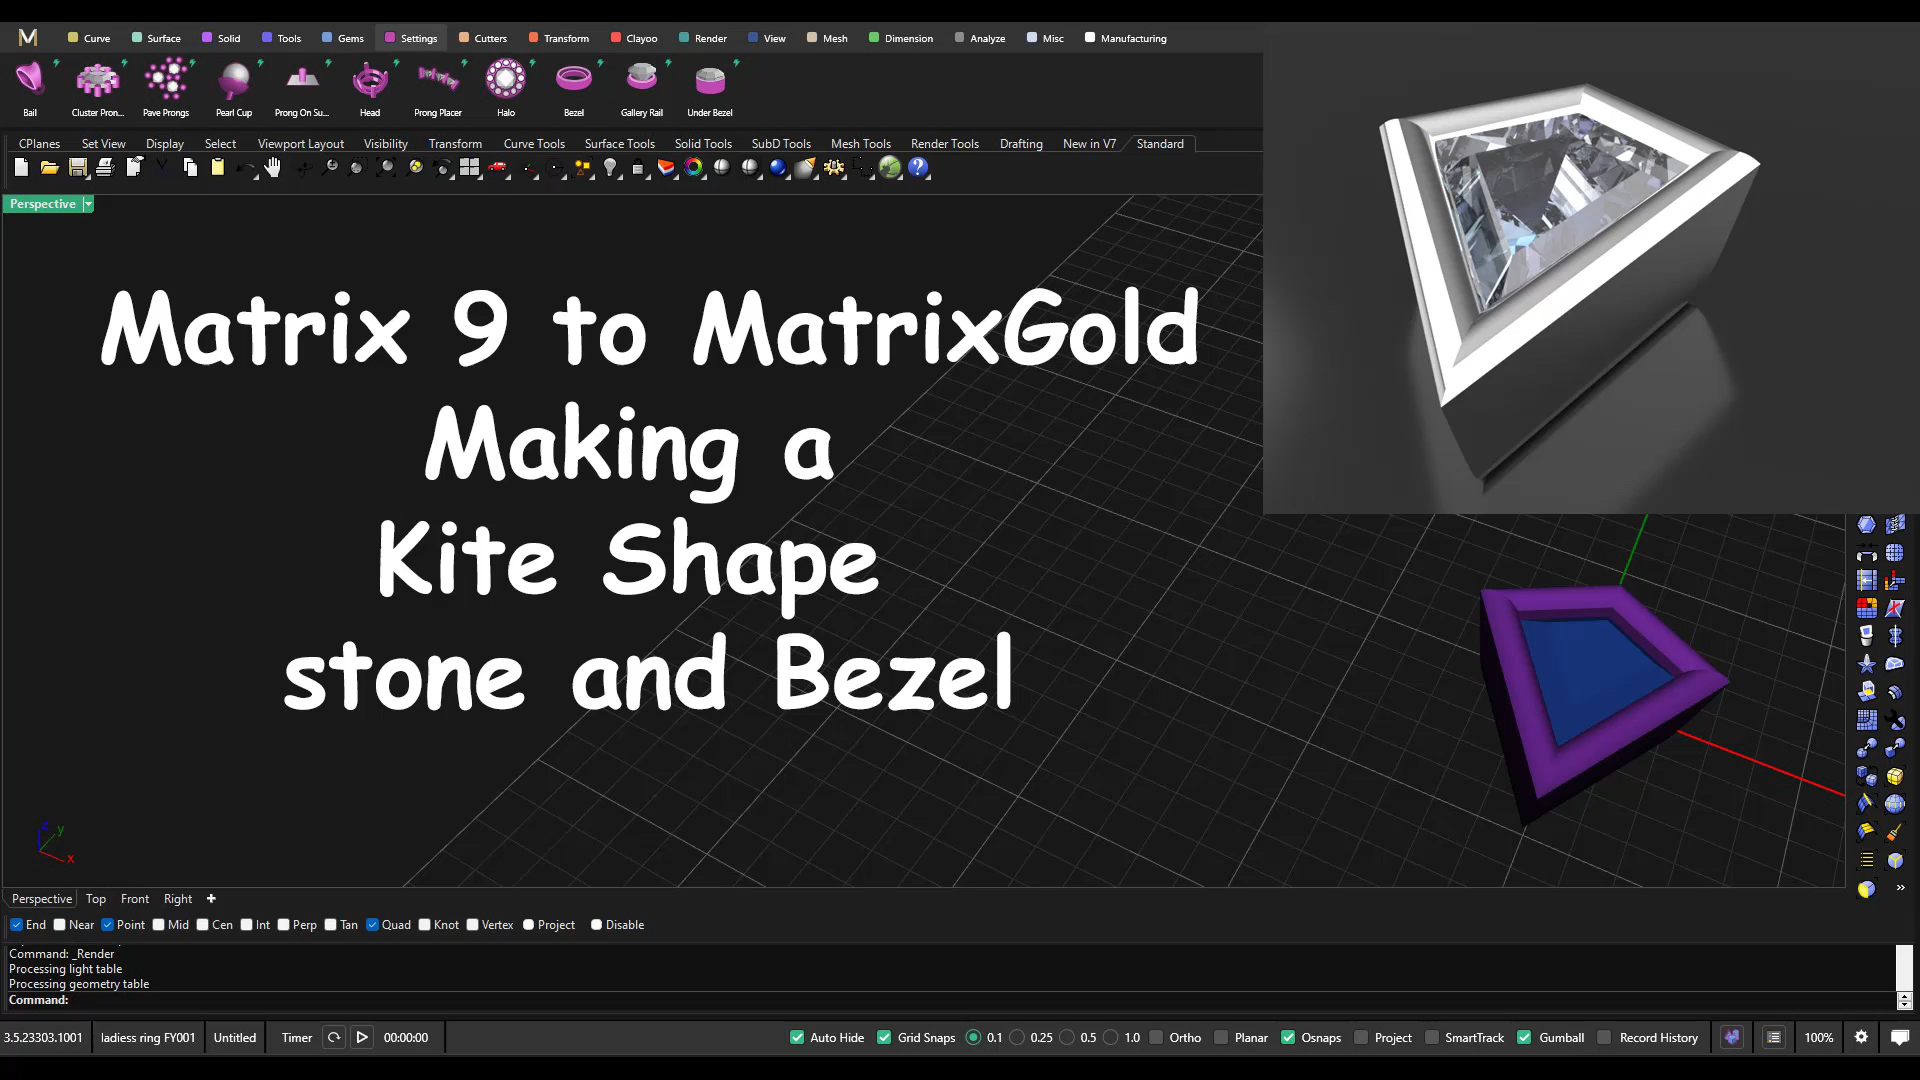 Curve Surface Solid Tools Gems Settings Cutters Transform Clayoo Render View Mesh Dimension Analyze Misc Manufacturing
Bail Cluster Pron... Pave Prongs Pearl Cup Prong On Su... Head Prong Placer Halo Bezel Gallery Rail Under Bezel
CPlanes Set View Display Select Viewport Layout Visibility Transform Curve Tools Surface Tools Solid Tools SubD Tools Mesh Tools Render Tools Drafting New in V7 Standard
Perspective
Matrix 9 to MatrixGold
Making a
Kite Shape
stone and Bezel
z y
x
Perspective Top Front Right
End Near Point Mid Cen Int Perp Tan Quad Knot Vertex Project Disable
Command: _Render
Processing light table
Processing geometry table
Command:
3.5.23303.1001 ladiess ring FY001 Untitled Timer 00:00:00 Auto Hide Grid Snaps 0.1 0.25 0.5 1.0 Ortho Planar Osnaps Project SmartTrack Gumball Record History 100%